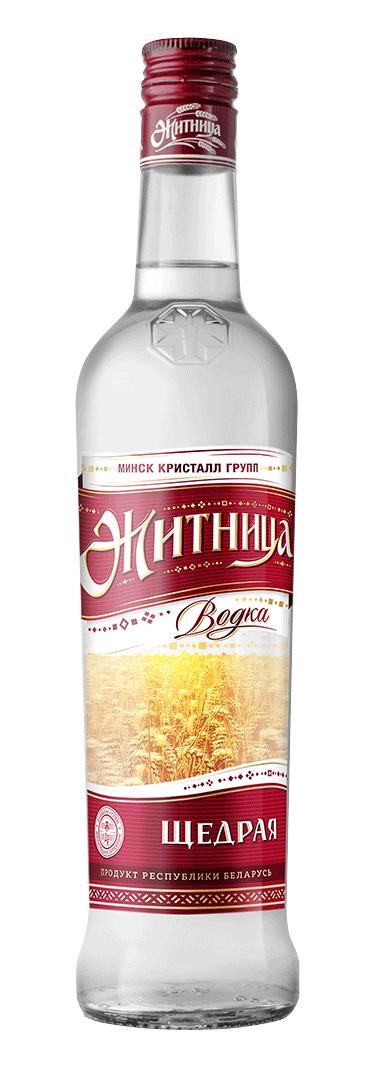 Житница
МИНСК КРИСТАЛЛ ГРУПП
Житница
Водка
ЩЕДРАЯ
ПРОДУКТ РЕСПУБЛИКИ БЕЛАРУСЬ